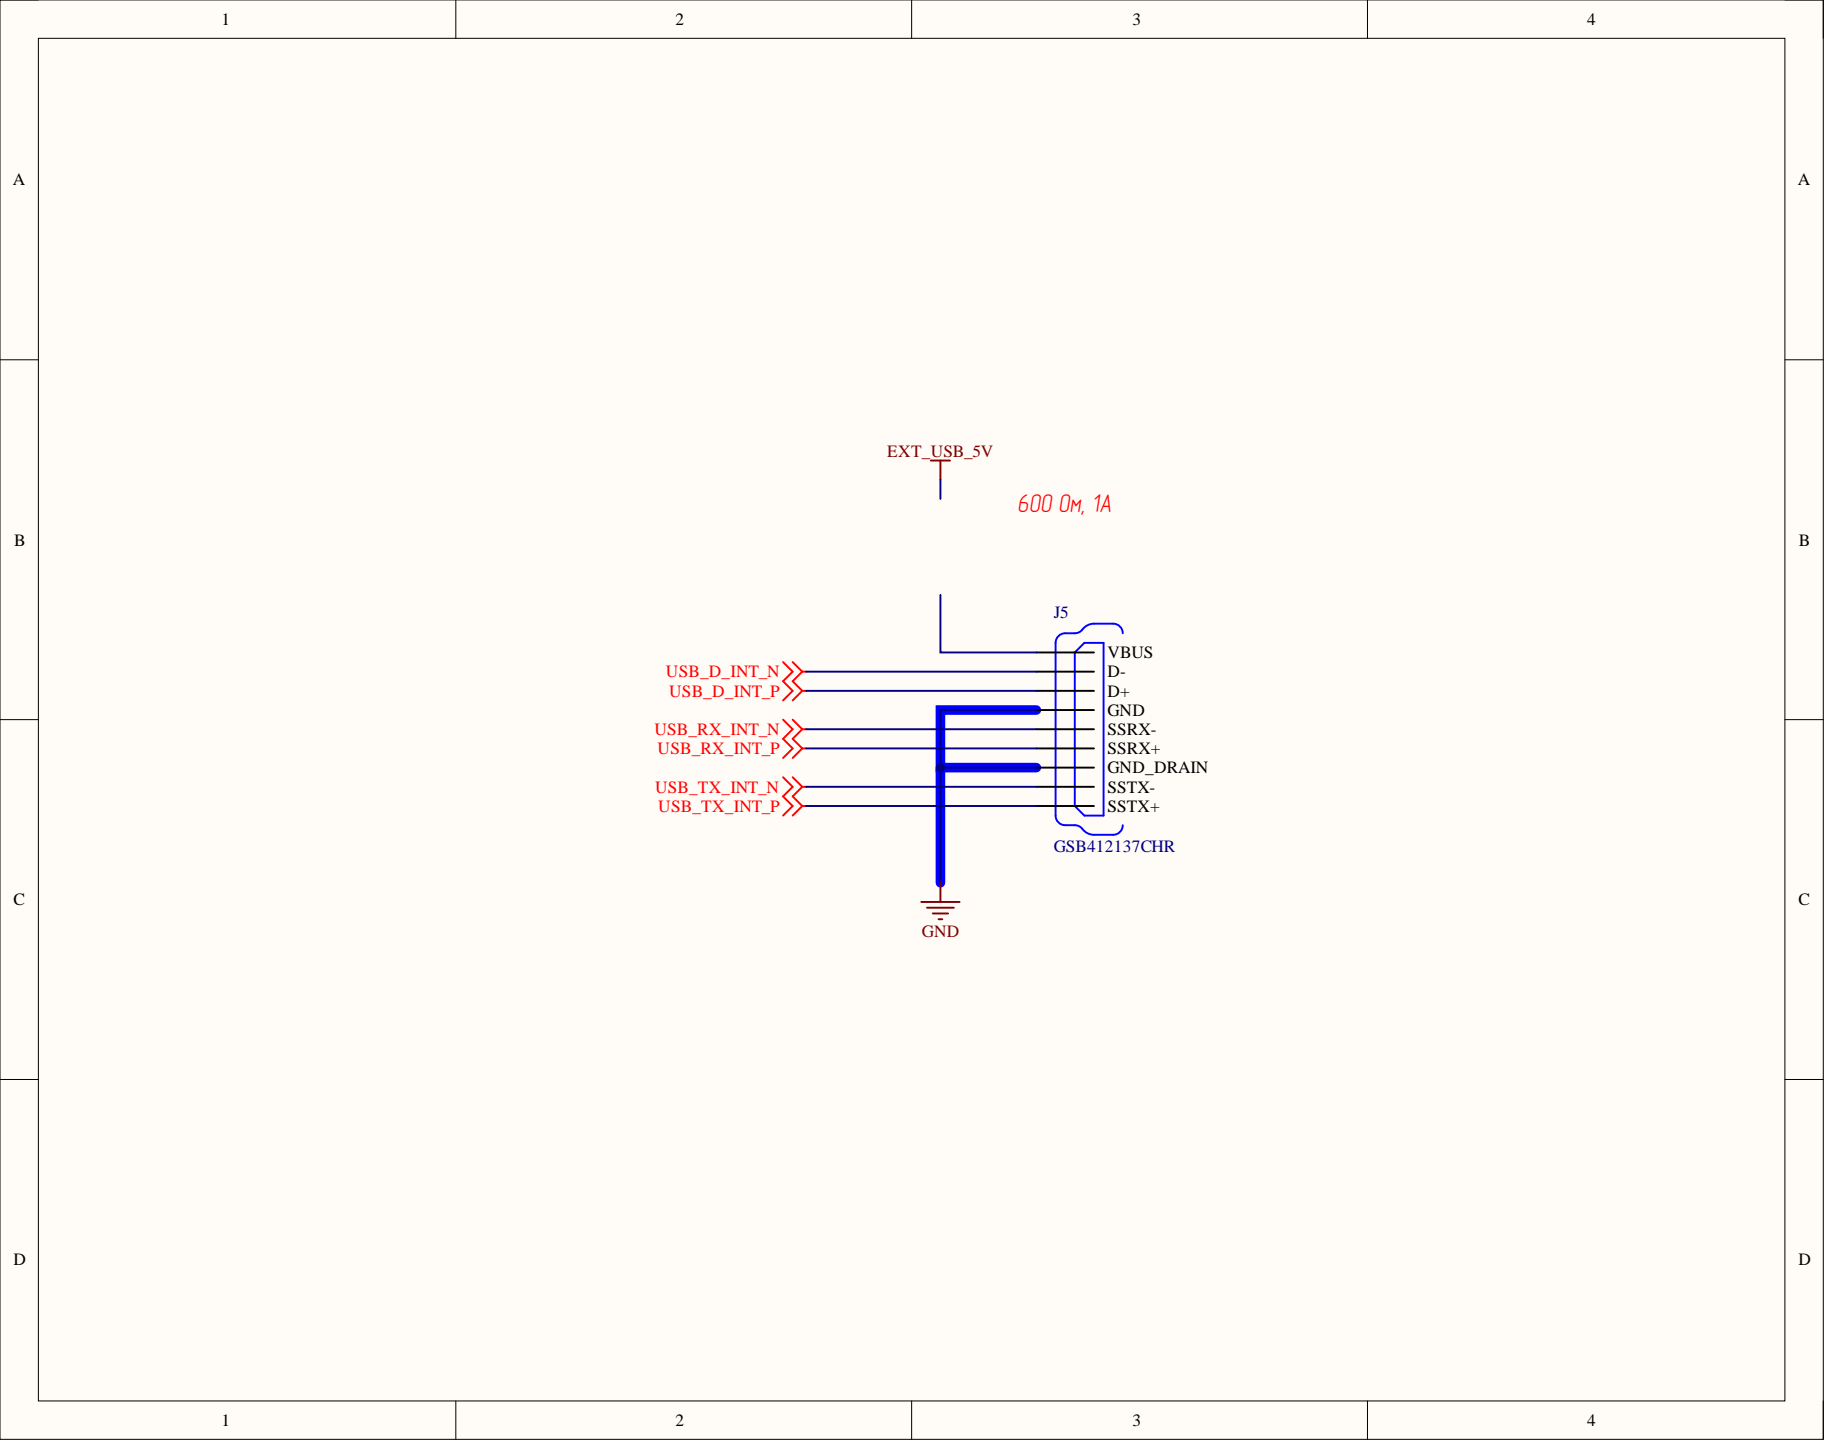 1 2 3 4
A A
EXT_USB_5V
600 Ом, 1А
B B
J5
VBUS
USB_D_INT_N D-
USB_D_INT_P D+
GND
USB_RX_INT_N SSRX-
USB_RX_INT_P SSRX+
GND_DRAIN
USB_TX_INT_N SSTX-
USB_TX_INT_P SSTX+
GSB412137CHR
C C
GND
D D
1 2 3 4